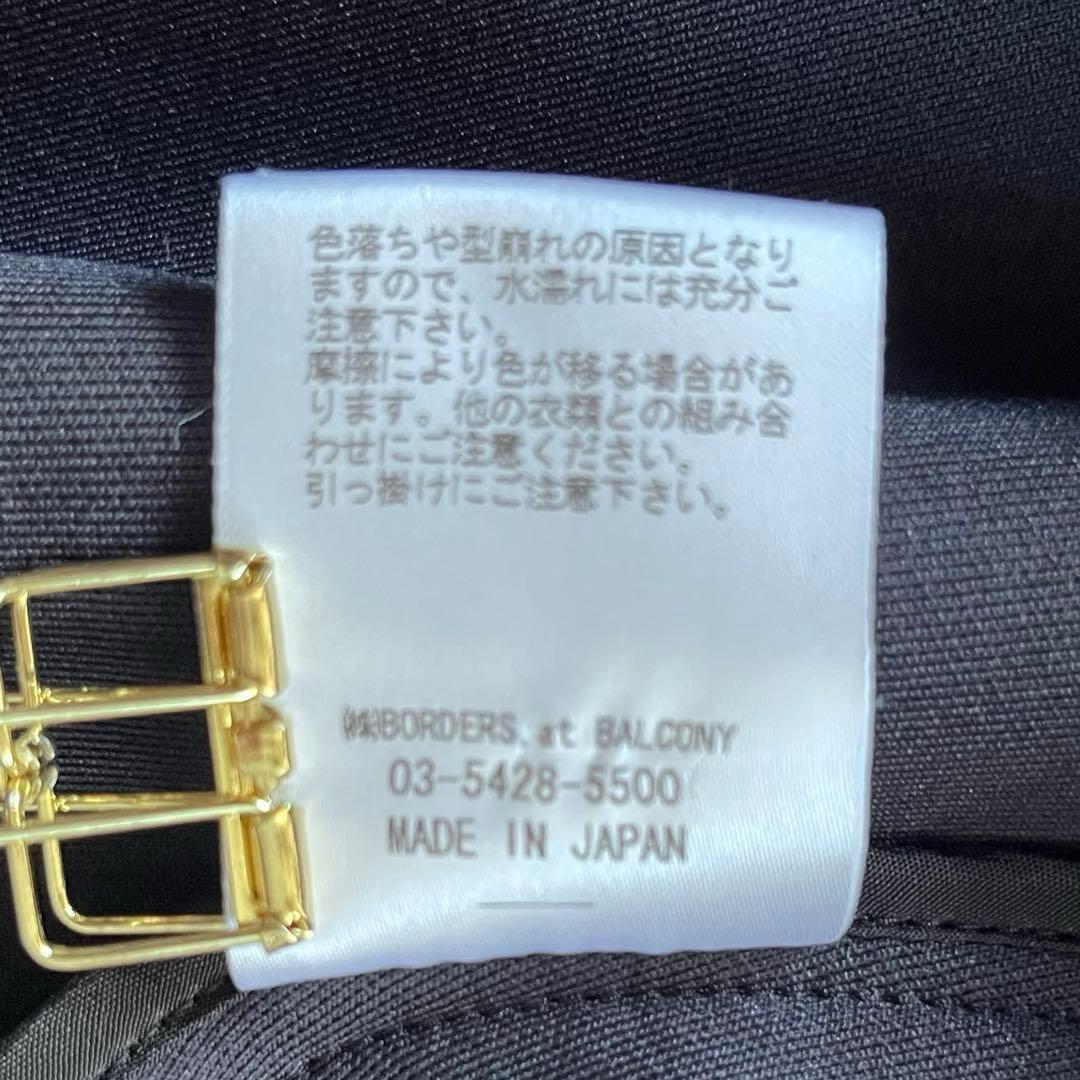 色落ちや型崩れの原因となり
ますので、水濡れには充分ご
注意下さい。
摩擦により色が移る場合があ
ります。他の衣類との組み合
わせにご注意ください。
引っ掛けにご注意下さい。
㈱BORDERS at BALCONY
03-5428-5500
MADE IN JAPAN